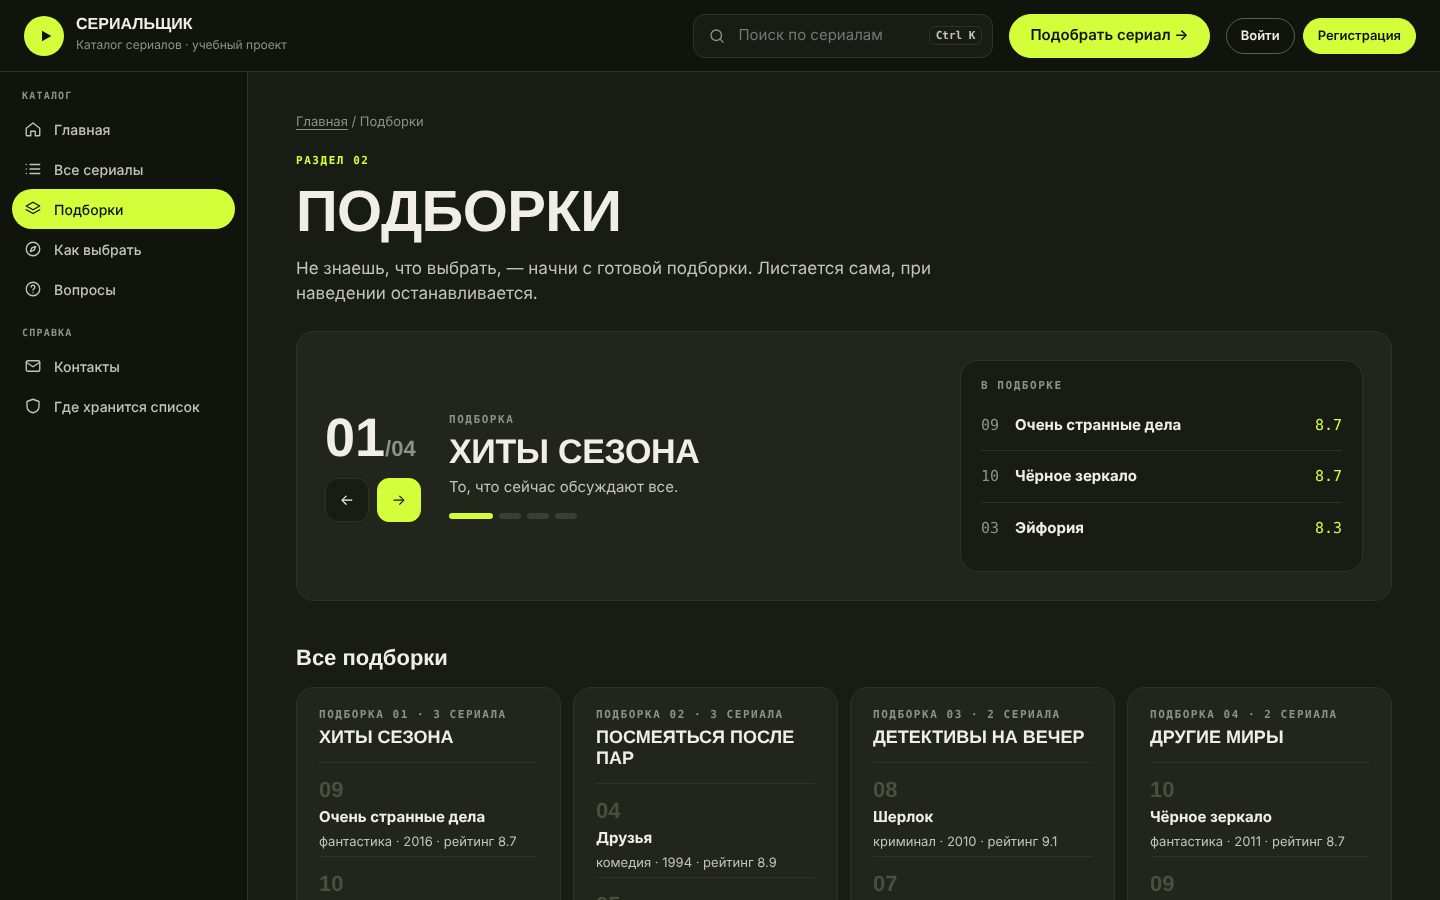 СЕРИАЛЬЩИК
Каталог сериалов · учебный проект
Поиск по сериалам
Ctrl K
Подобрать сериал →
Войти
Регистрация
КАТАЛОГ
Главная
Все сериалы
Подборки
Как выбрать
Вопросы
СПРАВКА
Контакты
Где хранится список
Главная / Подборки
РАЗДЕЛ 02
ПОДБОРКИ
Не знаешь, что выбрать, — начни с готовой подборки. Листается сама, при
наведении останавливается.
01/04
← →
ПОДБОРКА
ХИТЫ СЕЗОНА
То, что сейчас обсуждают все.
В ПОДБОРКЕ
09 Очень странные дела 8.7
10 Чёрное зеркало 8.7
03 Эйфория 8.3
Все подборки
ПОДБОРКА 01 · 3 СЕРИАЛА
ХИТЫ СЕЗОНА
09
Очень странные дела
фантастика · 2016 · рейтинг 8.7
10
ПОДБОРКА 02 · 3 СЕРИАЛА
ПОСМЕЯТЬСЯ ПОСЛЕ
ПАР
04
Друзья
комедия · 1994 · рейтинг 8.9
ПОДБОРКА 03 · 2 СЕРИАЛА
ДЕТЕКТИВЫ НА ВЕЧЕР
08
Шерлок
криминал · 2010 · рейтинг 9.1
07
ПОДБОРКА 04 · 2 СЕРИАЛА
ДРУГИЕ МИРЫ
10
Чёрное зеркало
фантастика · 2011 · рейтинг 8.7
09